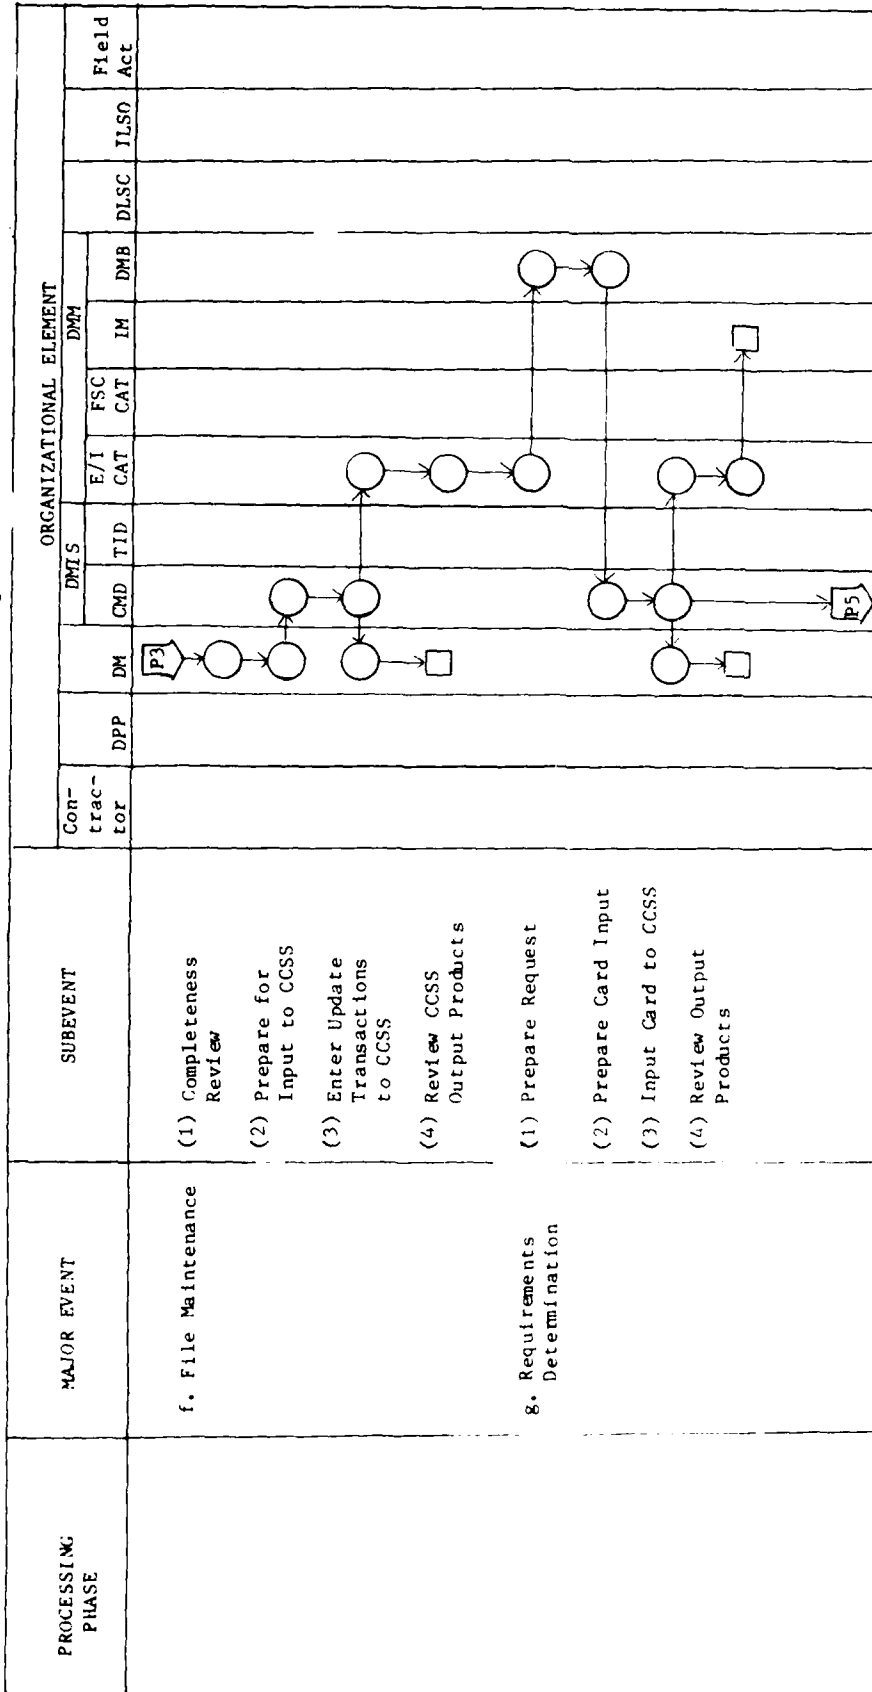 ORGANIZATIONAL ELEMENT
PROCESSING
PHASE
MAJOR EVENT
SUBEVENT
Con-
trac-
tor
DPP
DM
DMIS
CMD
TID
E/I
CAT
DMM
FSC
CAT
IM
DMB
DLSC
ILSO
Field
Act
f. File Maintenance
(1) Completeness
Review
(2) Prepare for
Input to CCSS
(3) Enter Update
Transactions
to CCSS
(4) Review CCSS
Output Products
g. Requirements
Determination
(1) Prepare Request
(2) Prepare Card Input
(3) Input Card to CCSS
(4) Review Output
Products
P3
P5